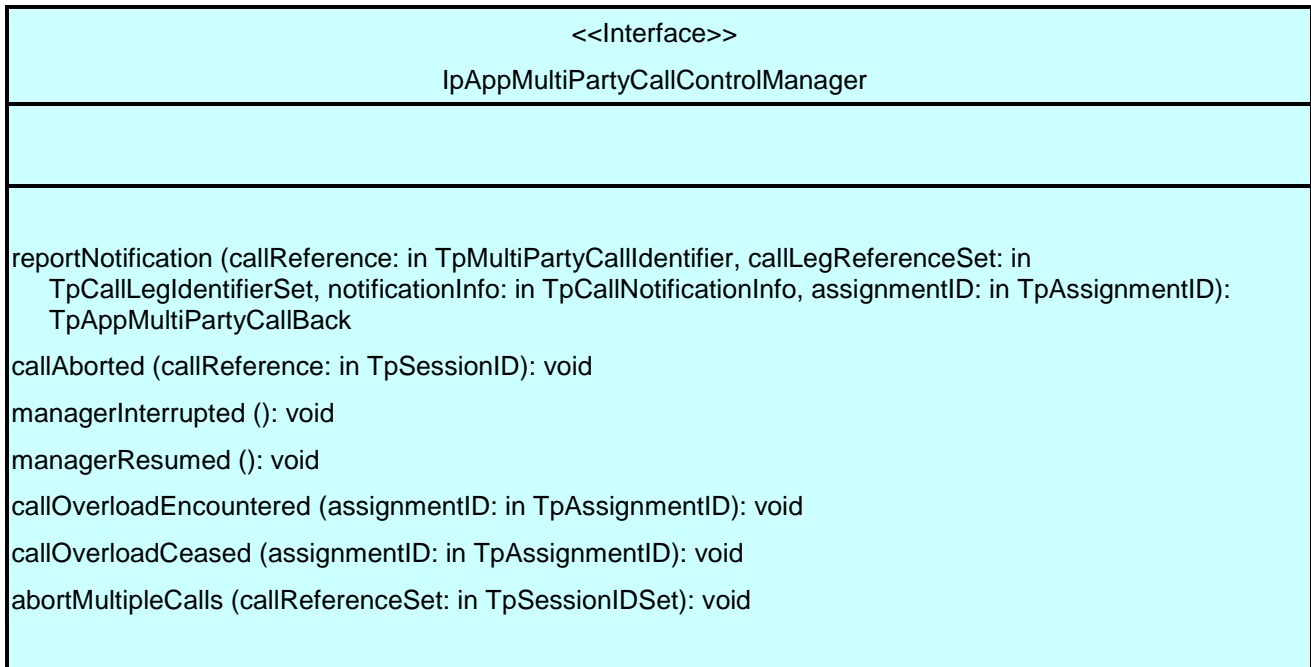 <<Interface>>
IpAppMultiPartyCallControlManager
reportNotification (callReference: in TpMultiPartyCallIdentifier, callLegReferenceSet: in
TpCallLegIdentifierSet, notificationInfo: in TpCallNotificationInfo, assignmentID: in TpAssignmentID):
TpAppMultiPartyCallBack
callAborted (callReference: in TpSessionID): void
managerInterrupted (): void
managerResumed (): void
callOverloadEncountered (assignmentID: in TpAssignmentID): void
callOverloadCeased (assignmentID: in TpAssignmentID): void
abortMultipleCalls (callReferenceSet: in TpSessionIDSet): void